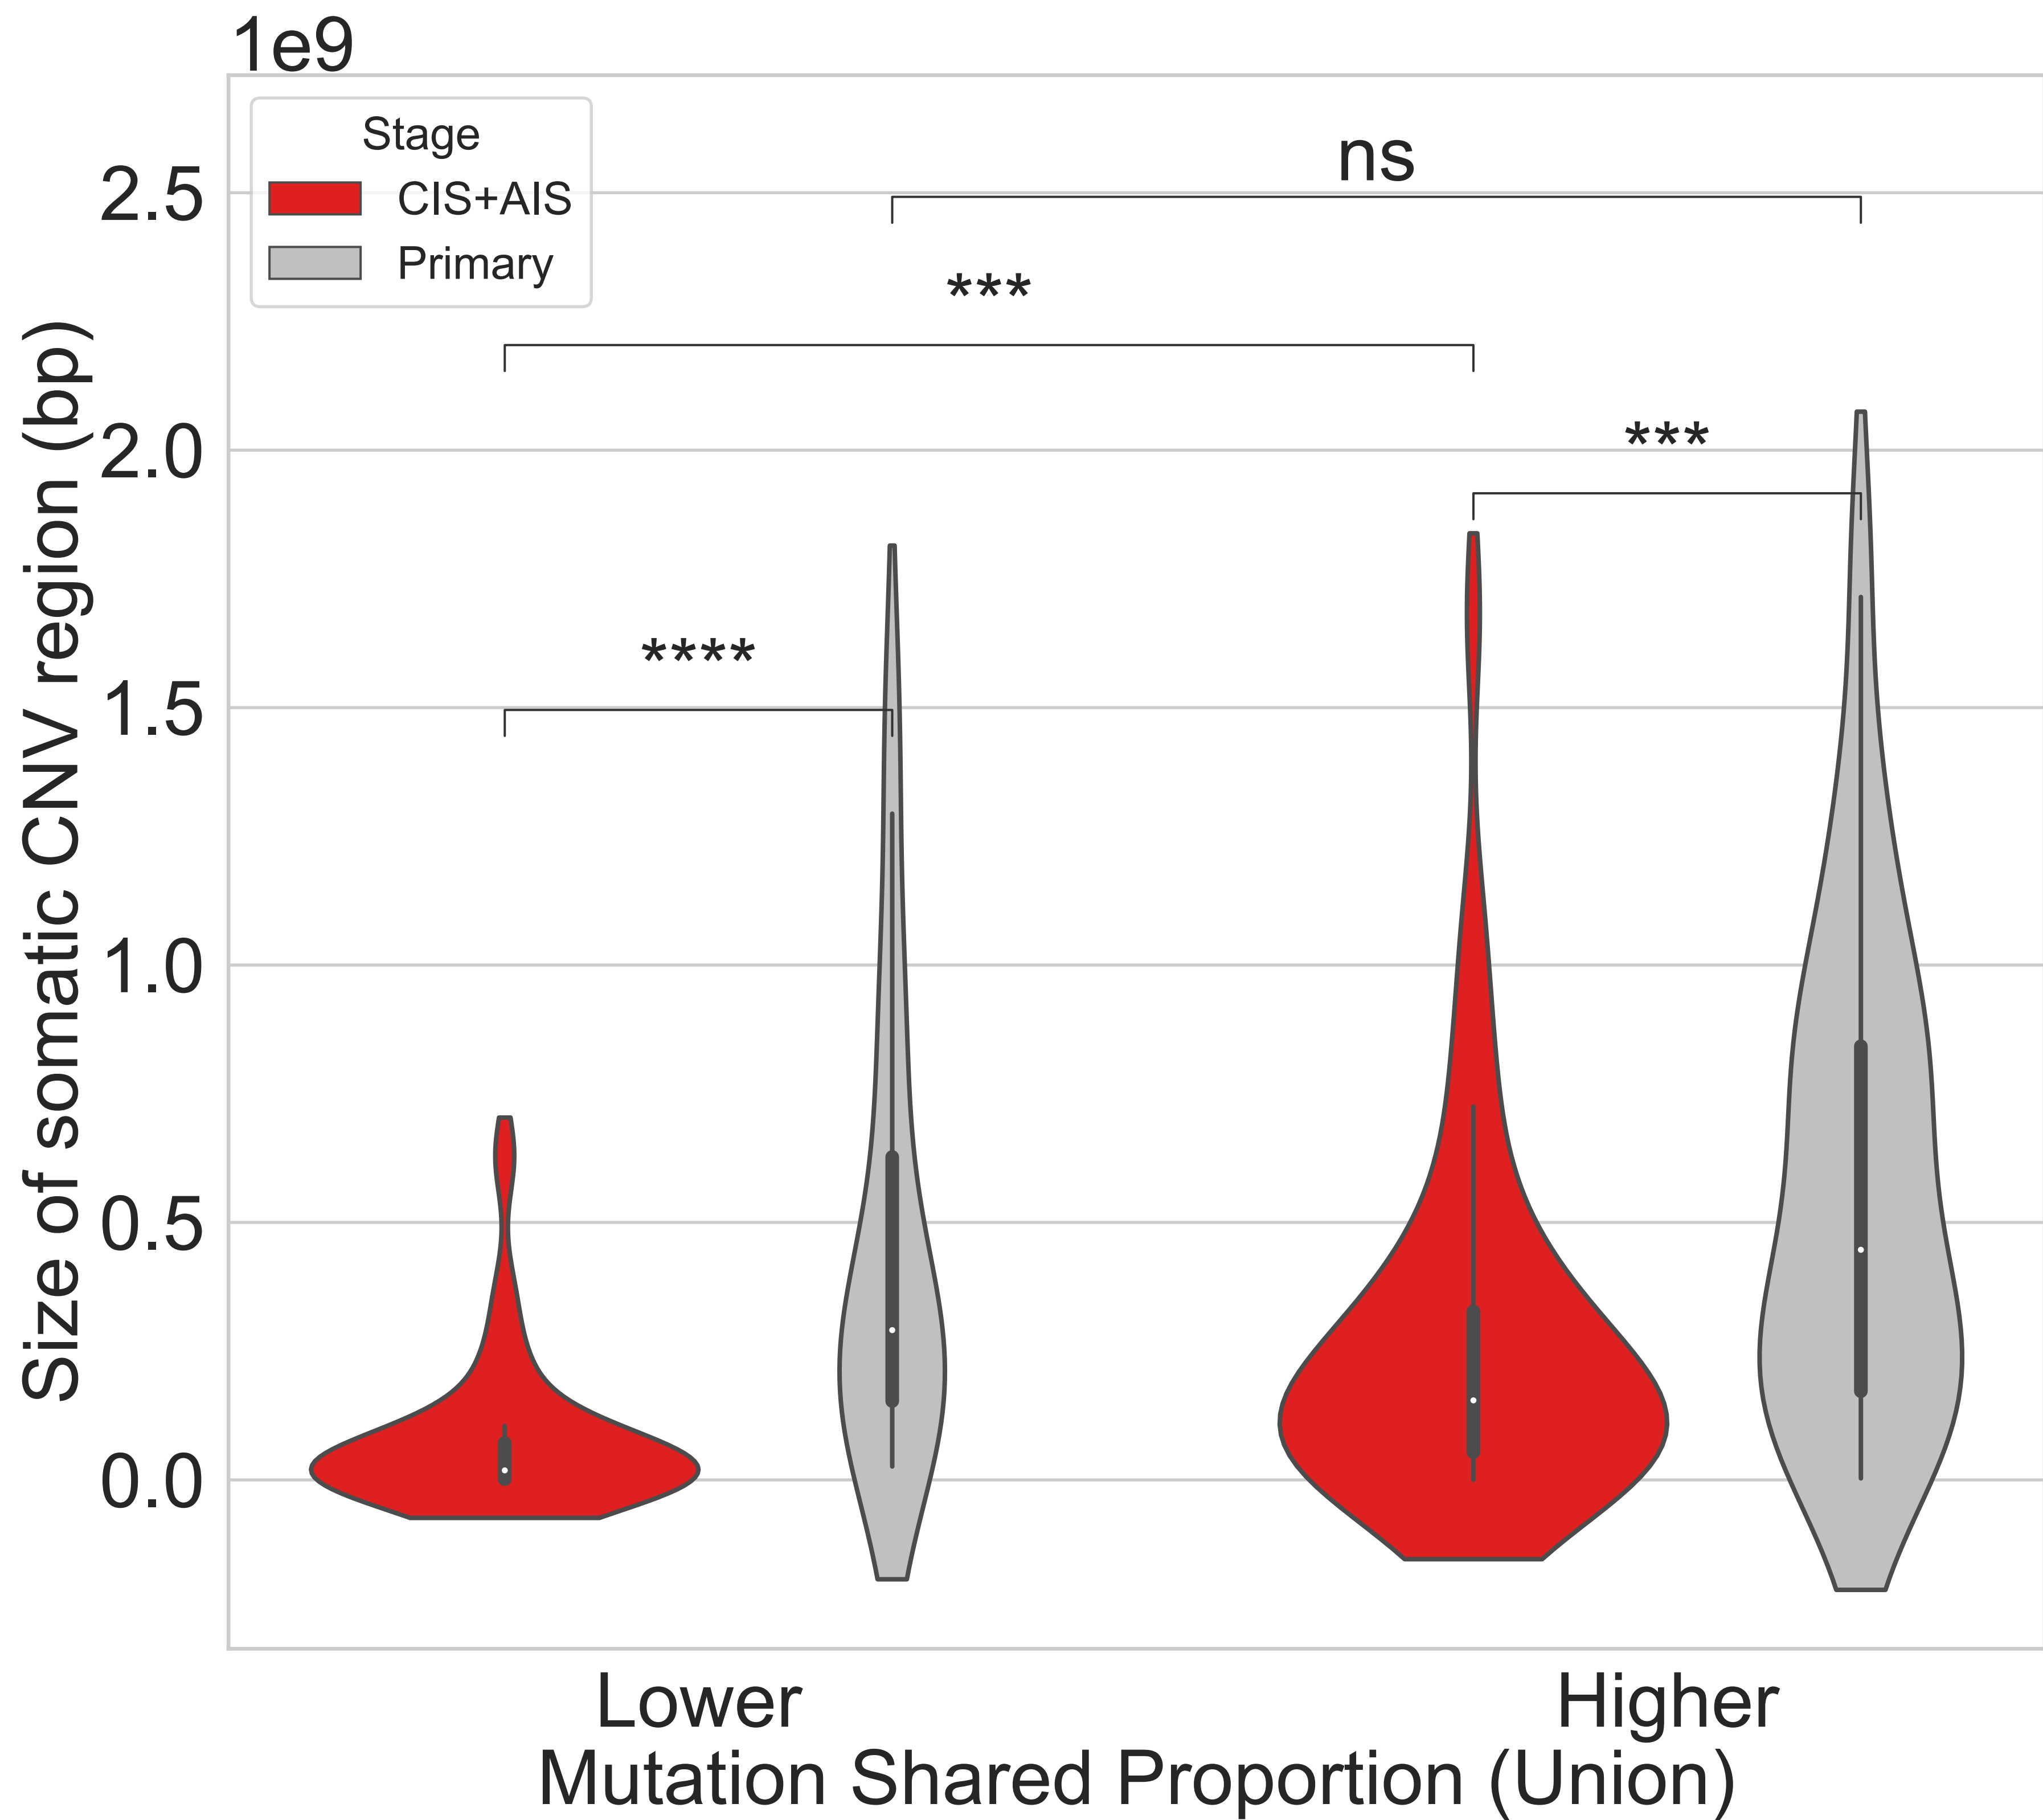 1e9
Stage
CIS+AIS
Primary
ns
***
***
****
2.5
2.0
1.5
1.0
0.5
0.0
Size of somatic CNV region (bp)
Lower
Higher
Mutation Shared Proportion (Union)